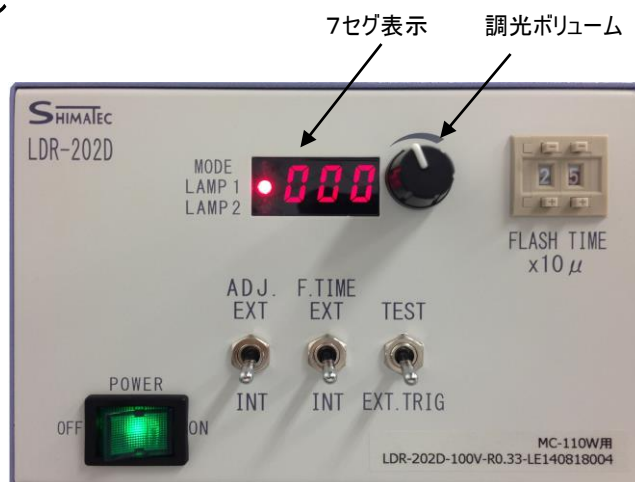 7セグ表示
調光ボリューム
SHIMATEC
LDR-202D
MODE
LAMP 1
LAMP 2
000
2 5
FLASH TIME
x10μ
ADJ.
EXT
INT
F.TIME
EXT
INT
TEST
EXT.TRIG
POWER
OFF
ON
MC-110W用
LDR-202D-100V-R0.33-LE140818004